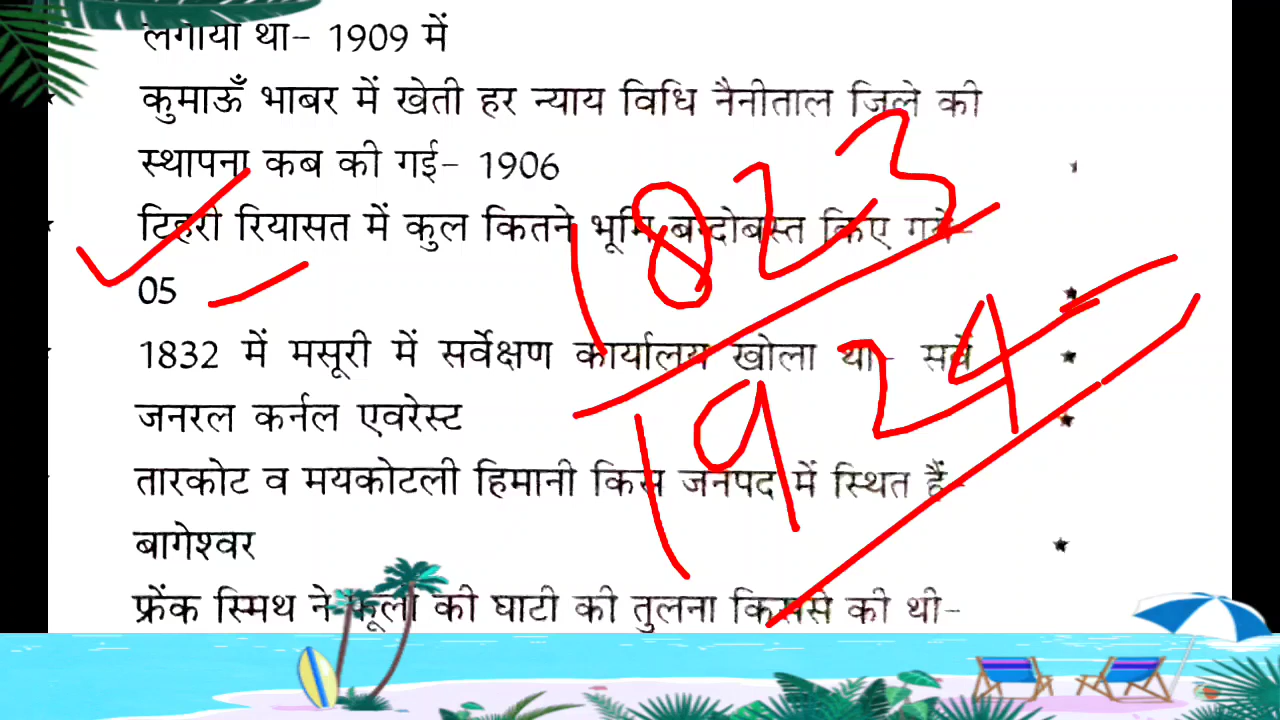 लगाया था- 1909 में
कुमाऊँ भाबर में खेती हर न्याय विधि नैनीताल जिले की
स्थापना कब की गई- 1906
टिहरी रियासत में कुल कितने भूमि बन्दोबस्त किए गये-
05
1832 में मसूरी में सर्वेक्षण कार्यालय खोला था- सर्वे
जनरल कर्नल एवरेस्ट
तारकोट व मयकोटली हिमानी किस जनपद में स्थित हैं-
बागेश्वर
फ्रेंक स्मिथ ने फूलों की घाटी की तुलना किससे की थी-
1823
1924